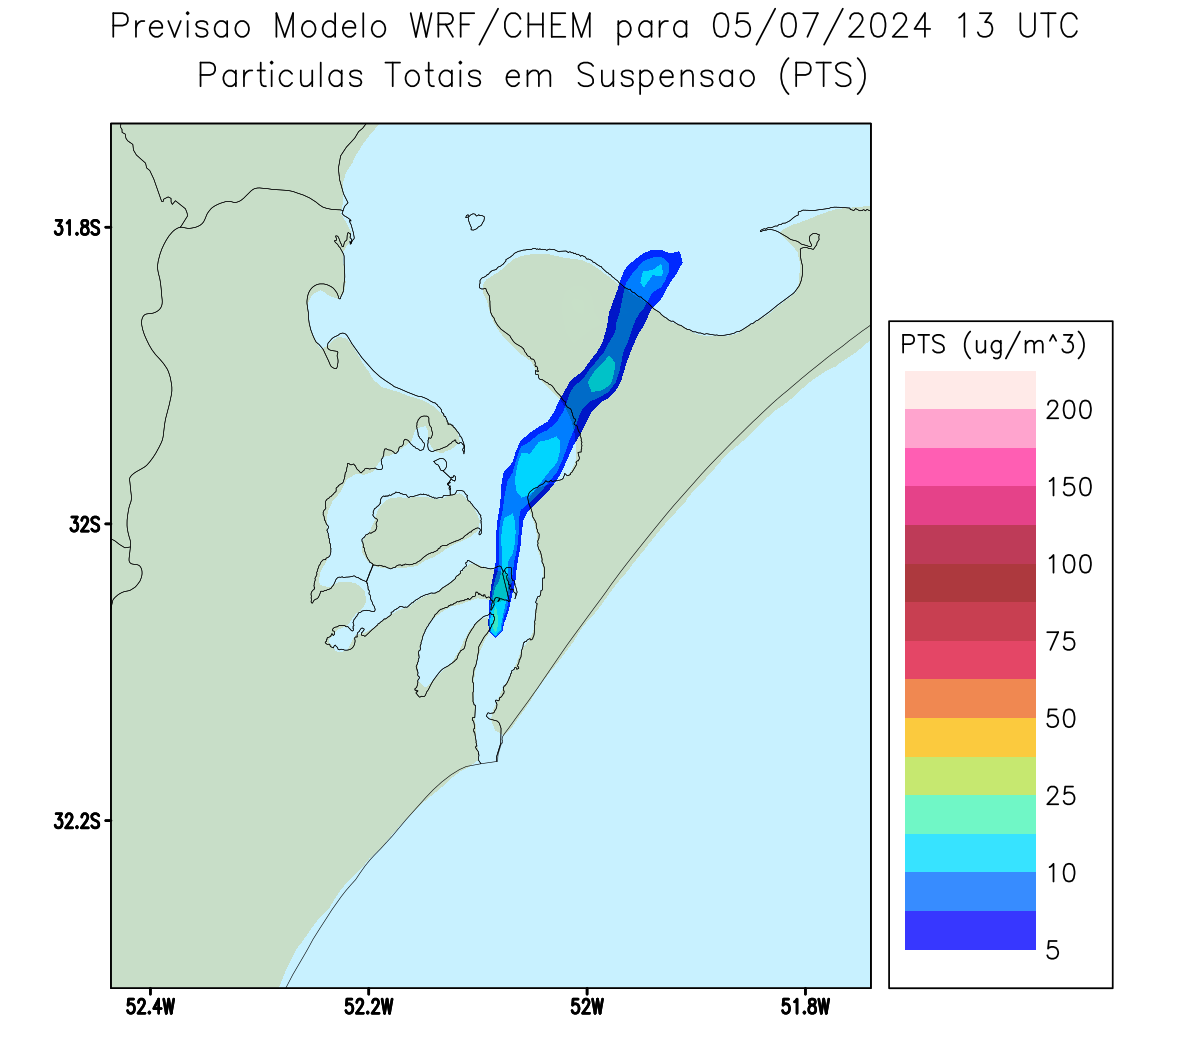 Previsao Modelo WRF/CHEM para 05/07/2024 13 UTC
Particulas Totais em Suspensao (PTS)
31.8S
32S
32.2S
52.4W
52.2W
52W
51.8W
PTS (ug/m^3)
200
150
100
75
50
25
10
5